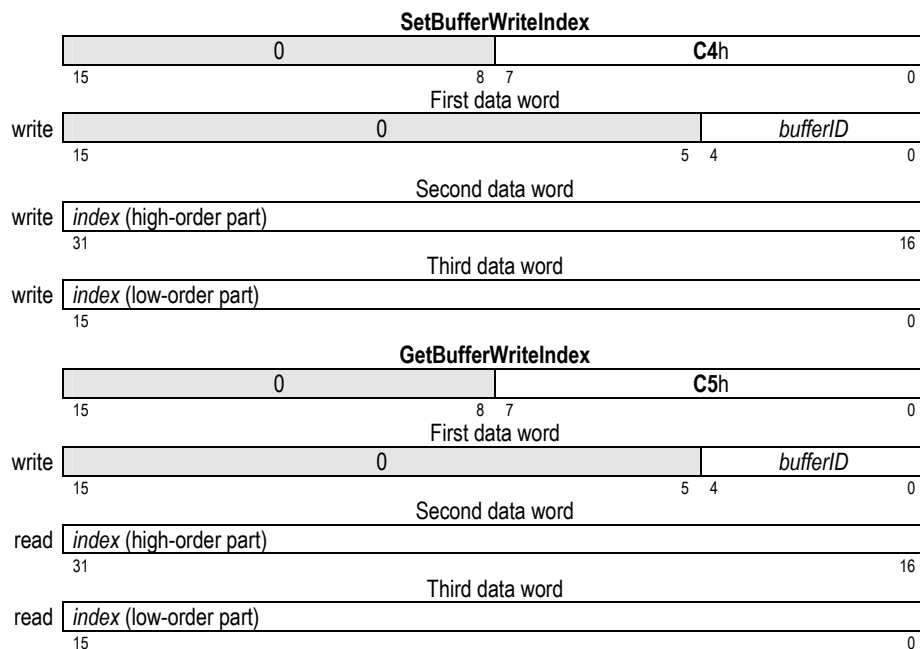 SetBufferWriteIndex
0 C4h
15 8 7 0
First data word
write 0 bufferID
15 5 4 0
Second data word
write index (high-order part)
31 16
Third data word
write index (low-order part)
15 0
GetBufferWriteIndex
0 C5h
15 8 7 0
First data word
write 0 bufferID
15 5 4 0
Second data word
read index (high-order part)
31 16
Third data word
read index (low-order part)
15 0